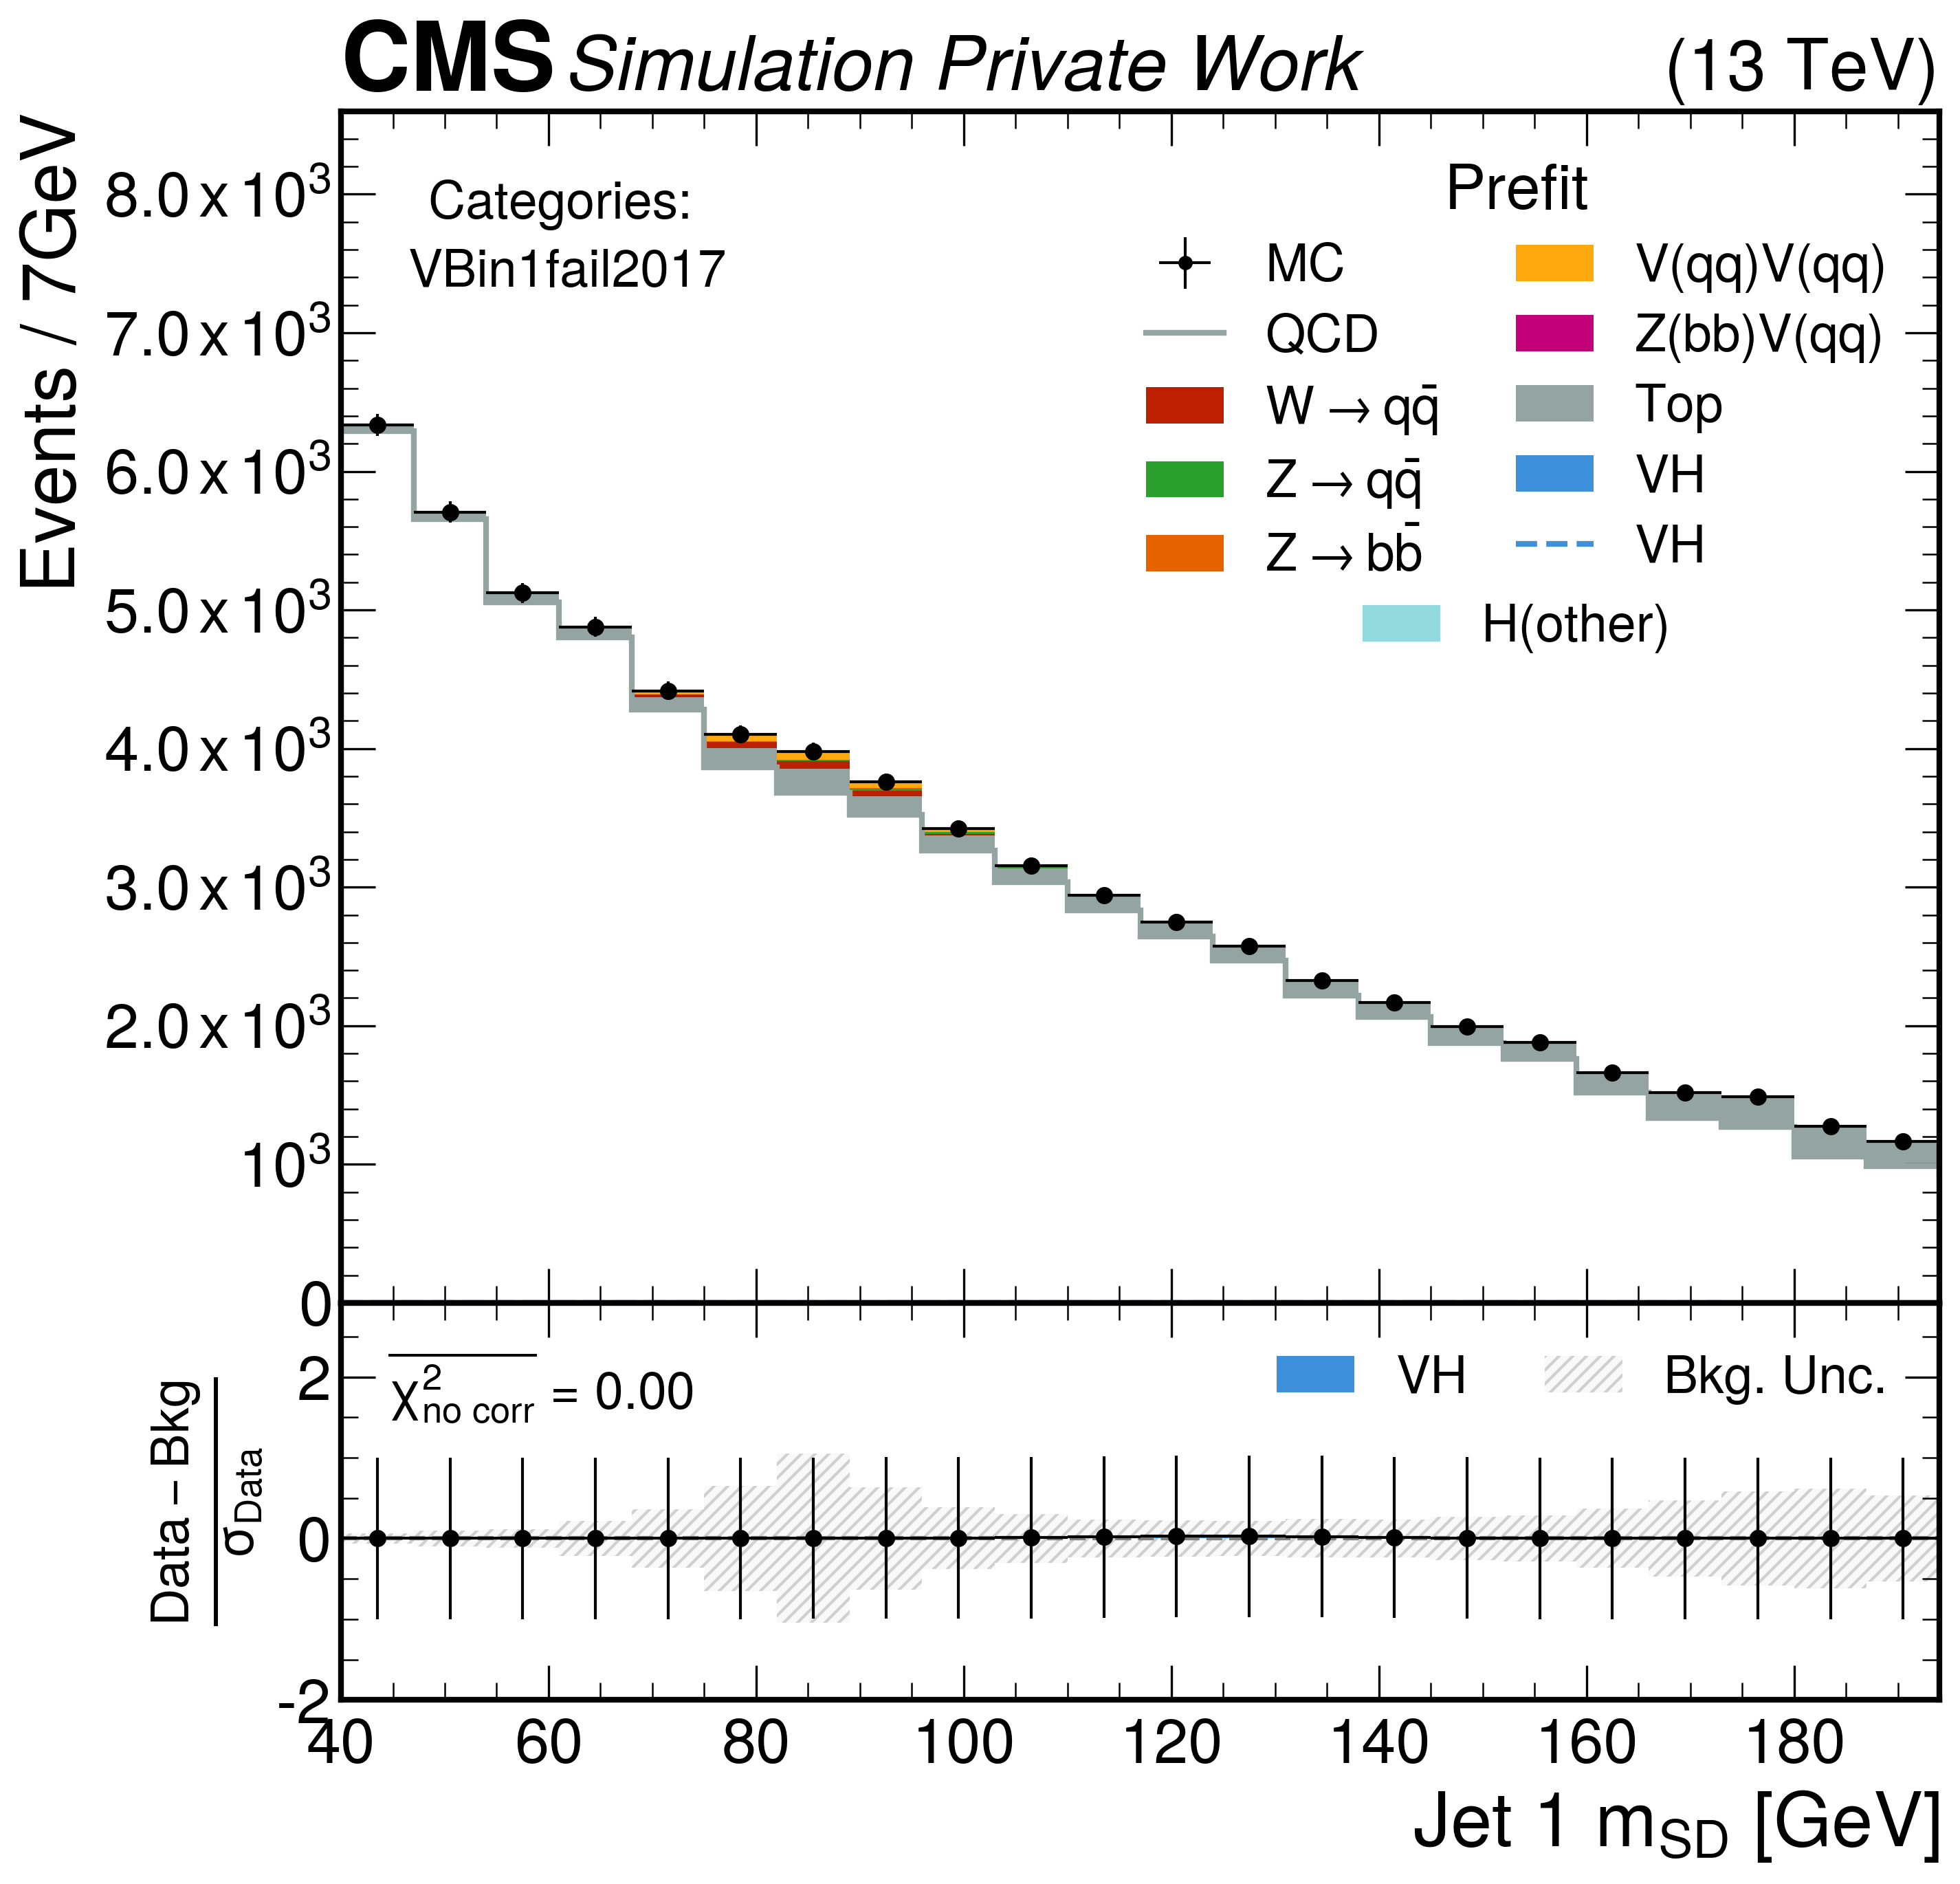 CMS Simulation Private Work (13 TeV)
Events / 7GeV
8.0 x 10³
7.0 x 10³
6.0 x 10³
5.0 x 10³
4.0 x 10³
3.0 x 10³
2.0 x 10³
10³
0
Categories:
VBin1fail2017
Prefit
MC
QCD
W → qq̄
Z → qq̄
Z → bb̄
V(qq)V(qq)
Z(bb)V(qq)
Top
VH
VH
H(other)
Data − Bkg
σ_Data
2
0
-2
χ²_no corr = 0.00
VH
Bkg. Unc.
40 60 80 100 120 140 160 180
Jet 1 m_SD [GeV]